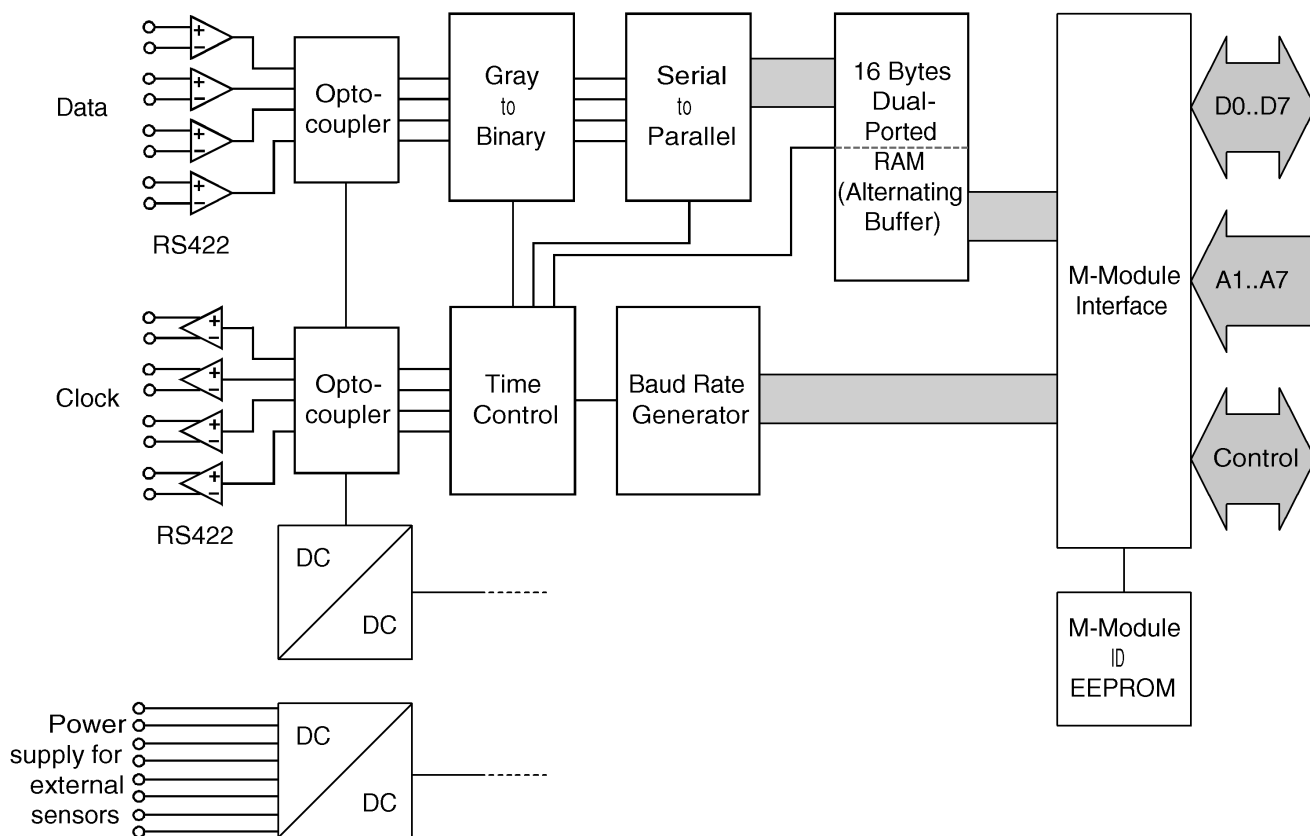 Data
+
−
+
−
+
−
+
−
RS422
Opto-
coupler
Gray
to
Binary
Serial
to
Parallel
16 Bytes
Dual-
Ported
RAM
(Alternating
Buffer)
M-Module
Interface
D0..D7
A1..A7
Control
Clock
+
−
+
−
+
−
+
−
RS422
Opto-
coupler
Time
Control
Baud Rate
Generator
DC
DC
M-Module
ID
EEPROM
Power
supply for
external
sensors
DC
DC